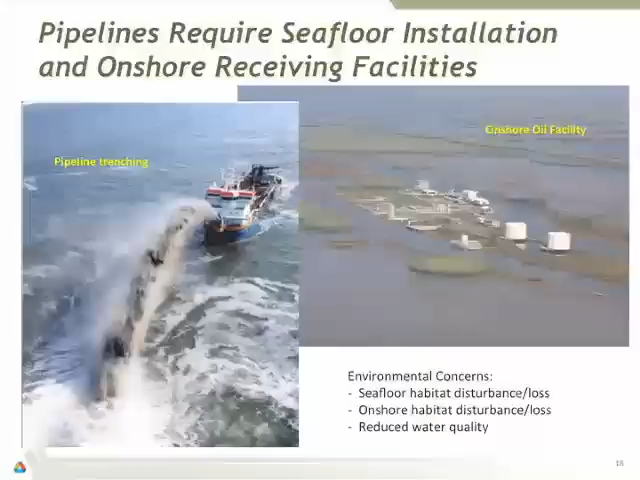 Pipelines Require Seafloor Installation
and Onshore Receiving Facilities
Pipeline trenching
Onshore Oil Facility
Environmental Concerns:
- Seafloor habitat disturbance/loss
- Onshore habitat disturbance/loss
- Reduced water quality